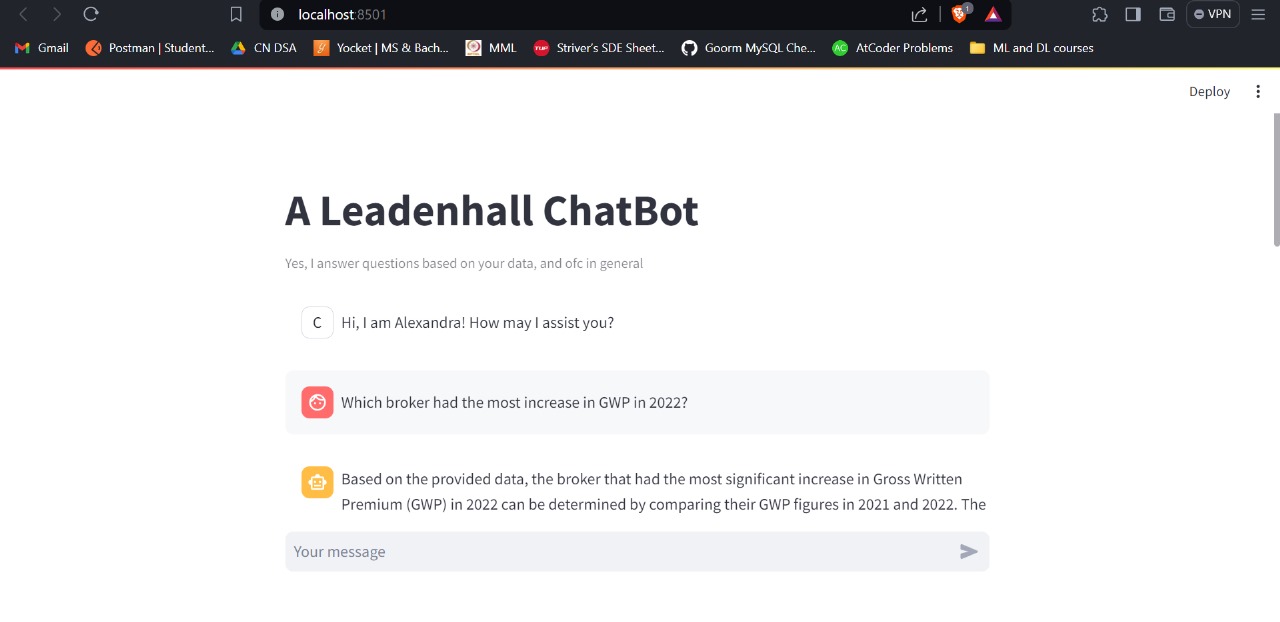 localhost:8501
1
VPN
Gmail
Postman | Student...
CN DSA
Yocket | MS & Bach...
MML
TUF Striver's SDE Sheet...
Goorm MySQL Che...
AC AtCoder Problems
ML and DL courses
Deploy
A Leadenhall ChatBot
Yes, I answer questions based on your data, and ofc in general
C Hi, I am Alexandra! How may I assist you?
Which broker had the most increase in GWP in 2022?
Based on the provided data, the broker that had the most significant increase in Gross Written
Premium (GWP) in 2022 can be determined by comparing their GWP figures in 2021 and 2022. The
Your message